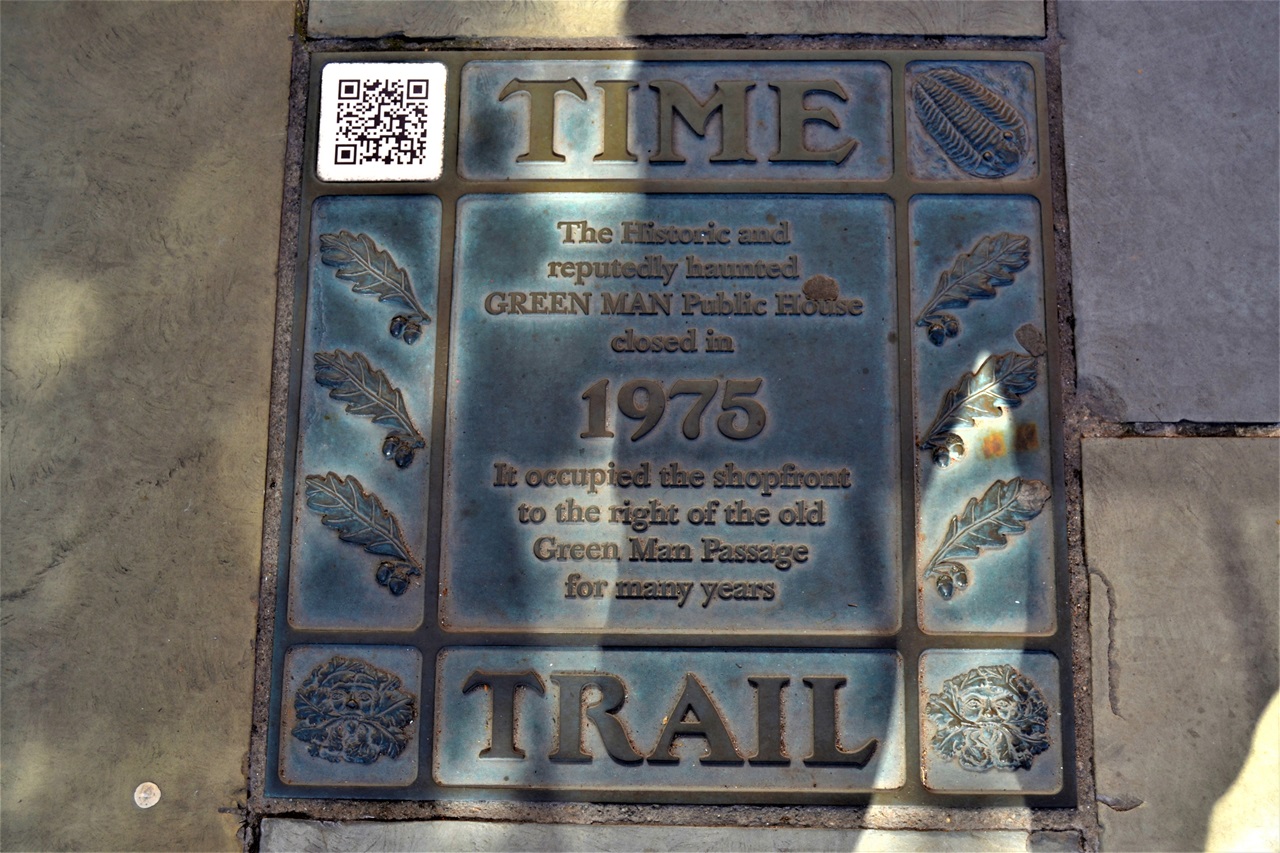 TIME
The Historic and
reputedly haunted
GREEN MAN Public House
closed in
1975
It occupied the shopfront
to the right of the old
Green Man Passage
for many years
TRAIL